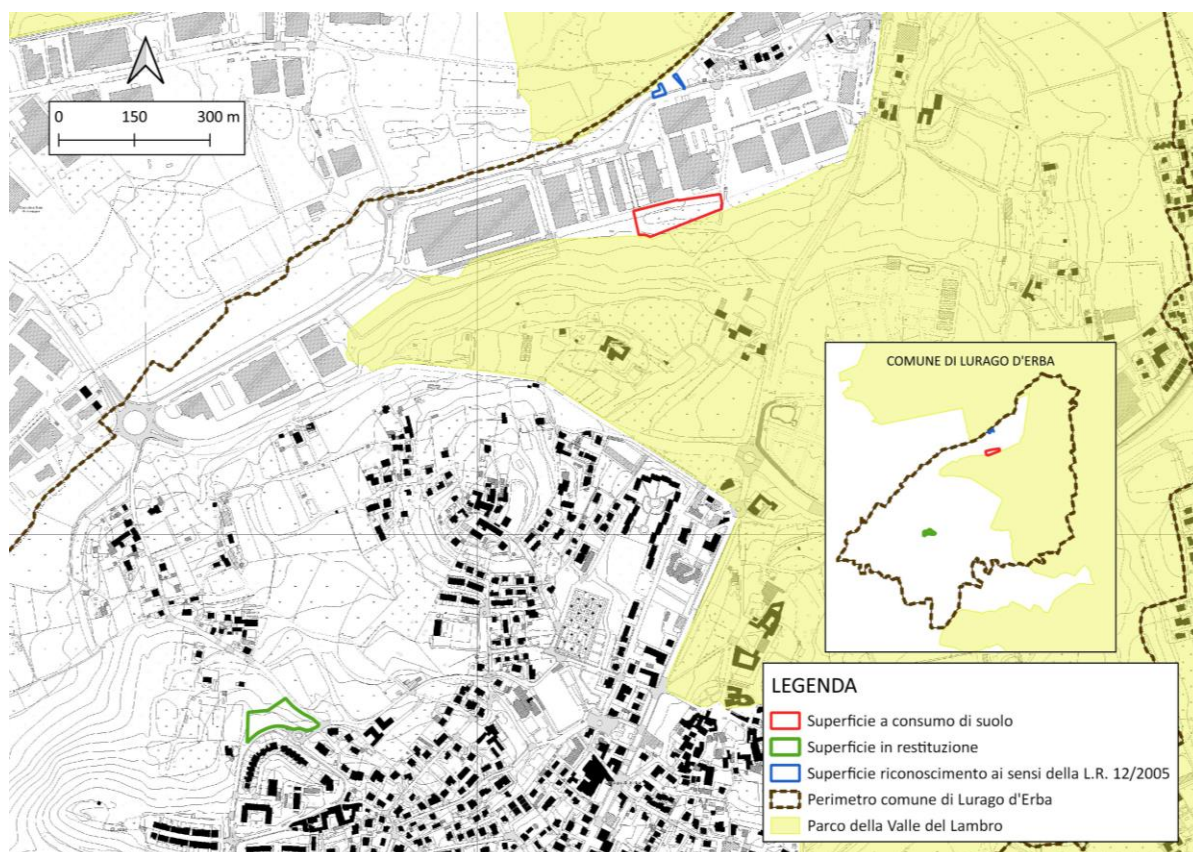 0 150 300 m
COMUNE DI LURAGO D'ERBA
LEGENDA
Superficie a consumo di suolo
Superficie in restituzione
Superficie riconoscimento ai sensi della L.R. 12/2005
Perimetro comune di Lurago d'Erba
Parco della Valle del Lambro